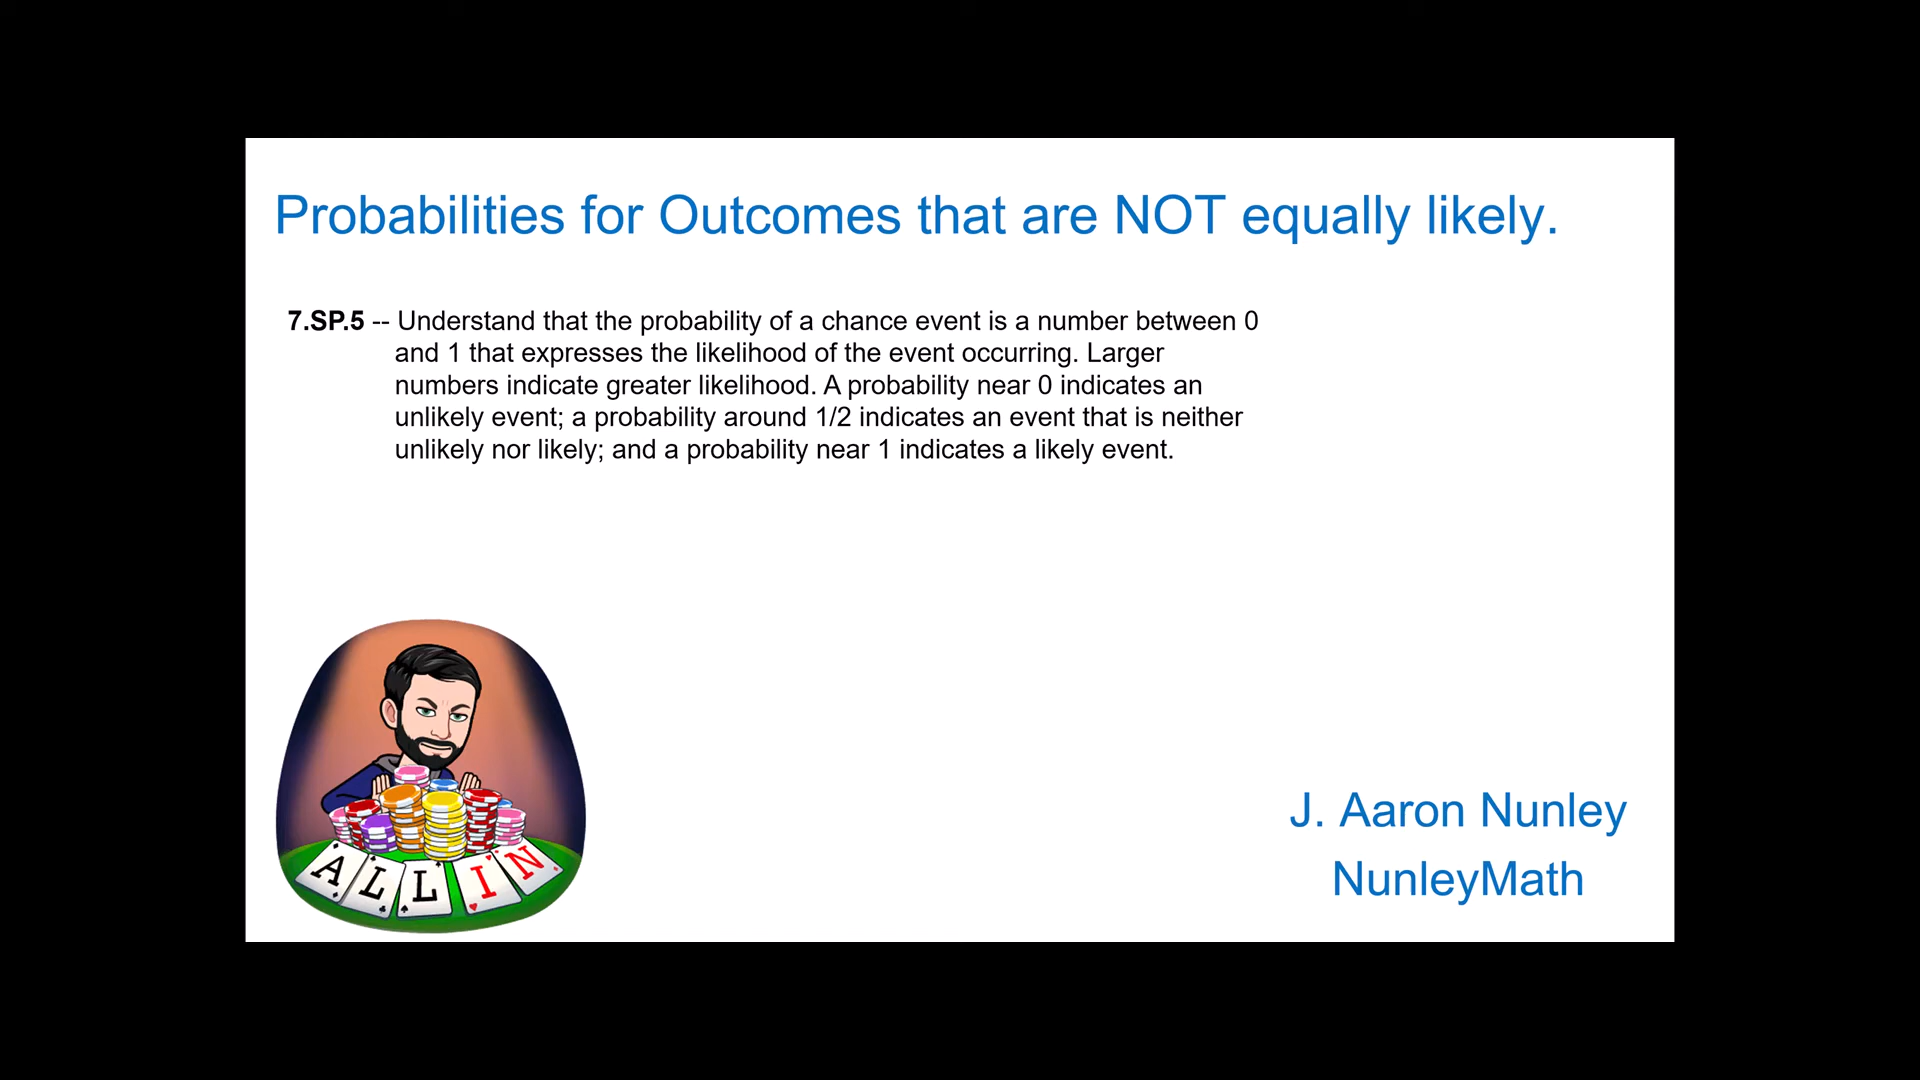 Probabilities for Outcomes that are NOT equally likely.
7.SP.5 -- Understand that the probability of a chance event is a number between 0
and 1 that expresses the likelihood of the event occurring. Larger
numbers indicate greater likelihood. A probability near 0 indicates an
unlikely event; a probability around 1/2 indicates an event that is neither
unlikely nor likely; and a probability near 1 indicates a likely event.
ALL IN
J. Aaron Nunley
NunleyMath